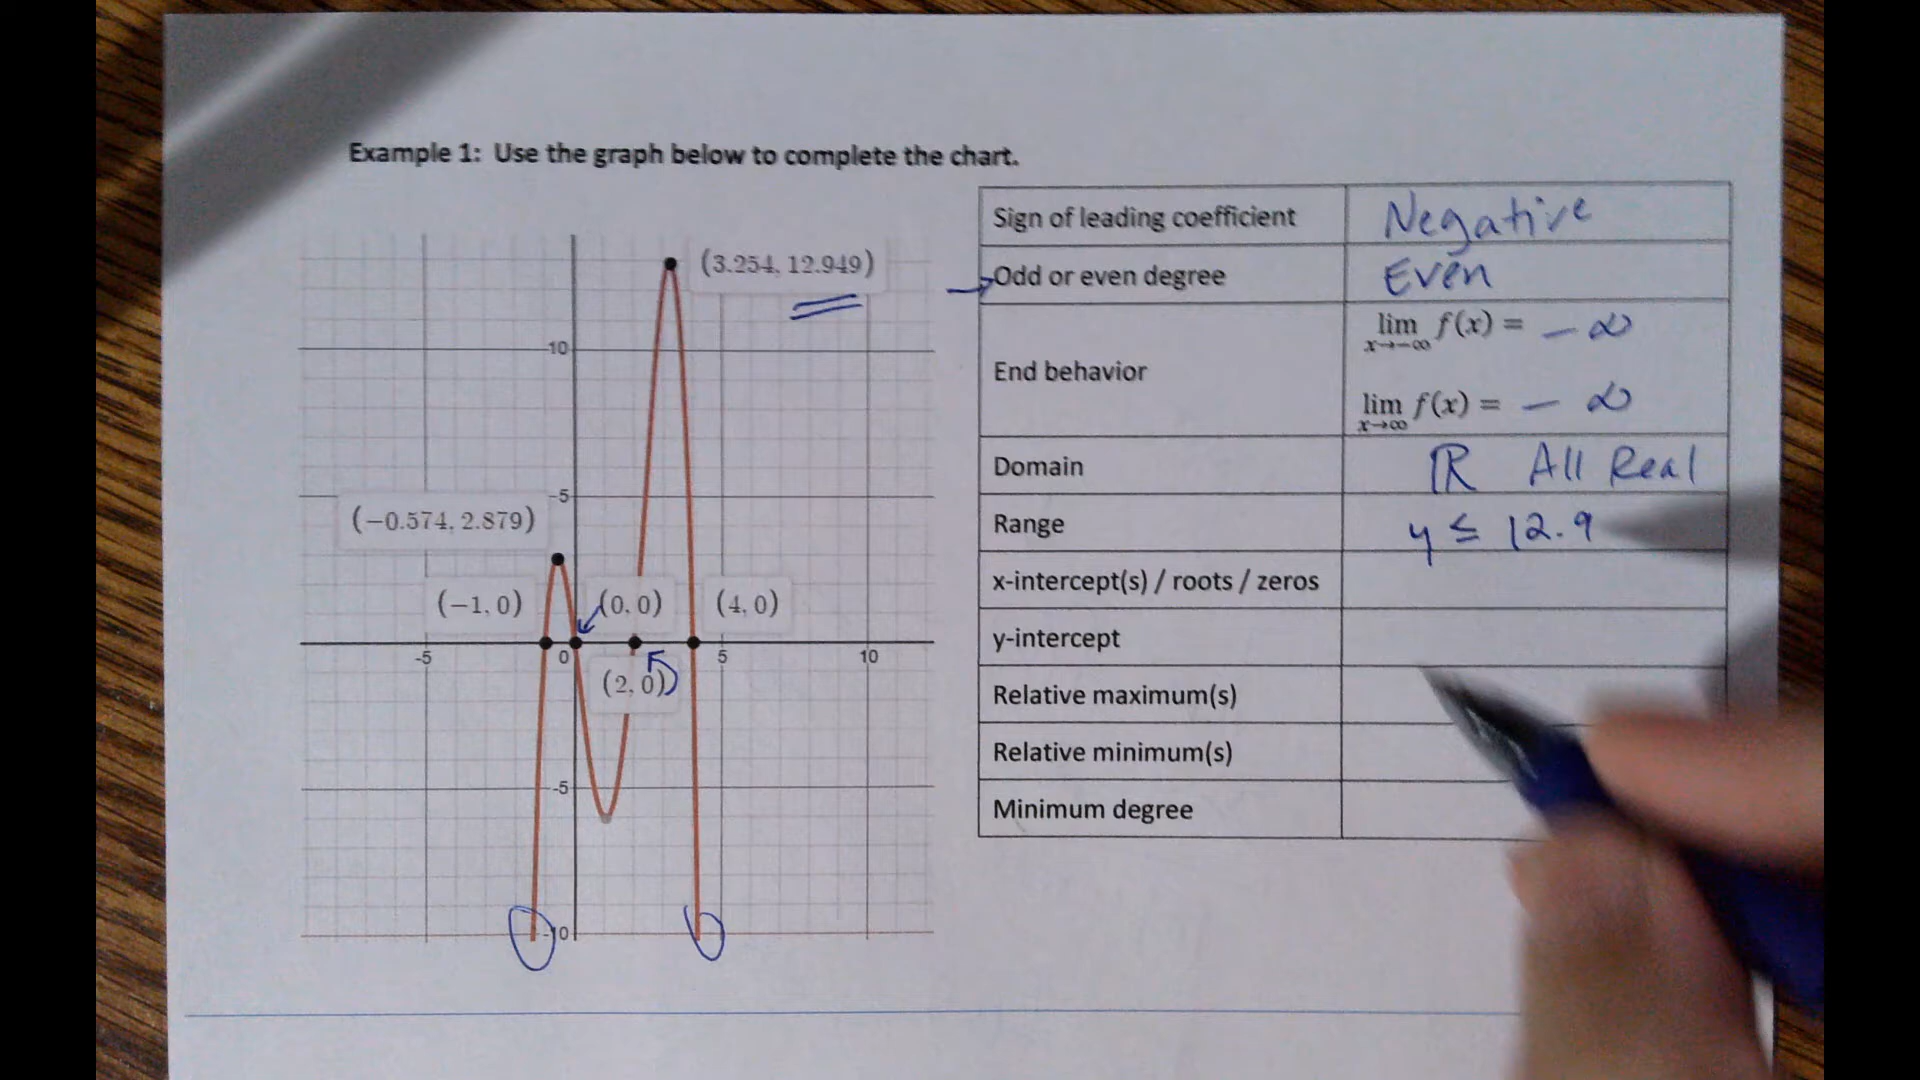 Example 1: Use the graph below to complete the chart.
(3.254, 12.949)
10
5
(−0.574, 2.879)
(−1, 0)
(0, 0)
(4, 0)
-5
0
5
10
(2, 0)
-5
-10
Sign of leading coefficient Negative
Odd or even degree Even
End behavior
lim f(x) = − ∞
x→−∞
lim f(x) = − ∞
x→∞
Domain ℝ All Real
Range y ≤ 12.9
x-intercept(s) / roots / zeros
y-intercept
Relative maximum(s)
Relative minimum(s)
Minimum degree